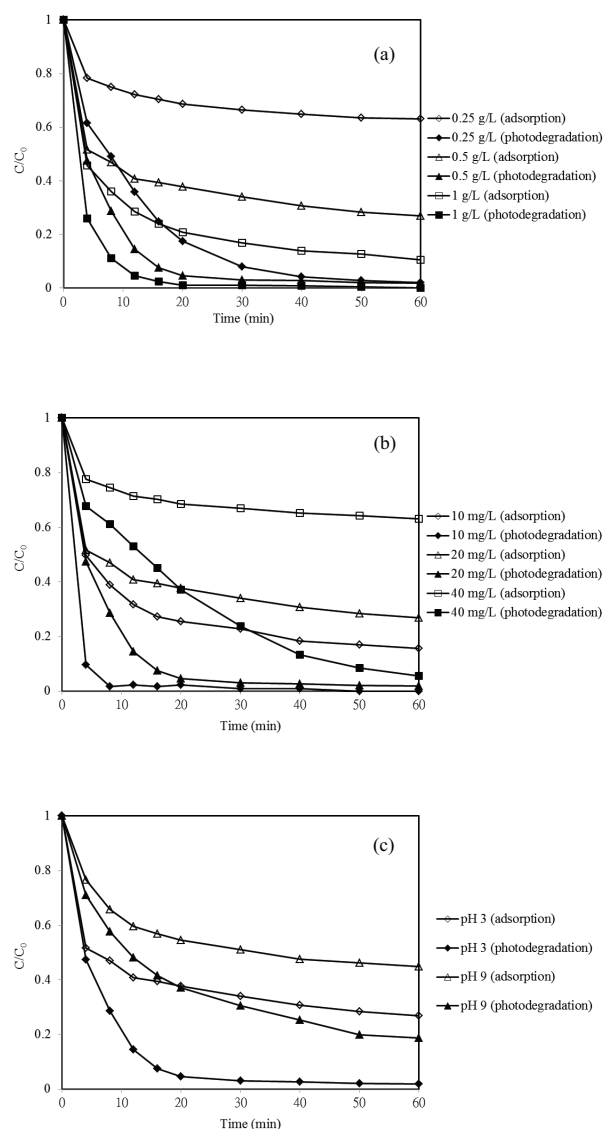 (a)
1
0.8
0.6
0.4
0.2
0
C/C0
0 10 20 30 40 50 60
Time (min)
0.25 g/L (adsorption)
0.25 g/L (photodegradation)
0.5 g/L (adsorption)
0.5 g/L (photodegradation)
1 g/L (adsorption)
1 g/L (photodegradation)
(b)
1
0.8
0.6
0.4
0.2
0
C/C0
0 10 20 30 40 50 60
Time (min)
10 mg/L (adsorption)
10 mg/L (photodegradation)
20 mg/L (adsorption)
20 mg/L (photodegradation)
40 mg/L (adsorption)
40 mg/L (photodegradation)
(c)
1
0.8
0.6
0.4
0.2
0
C/C0
0 10 20 30 40 50 60
Time (min)
pH 3 (adsorption)
pH 3 (photodegradation)
pH 9 (adsorption)
pH 9 (photodegradation)